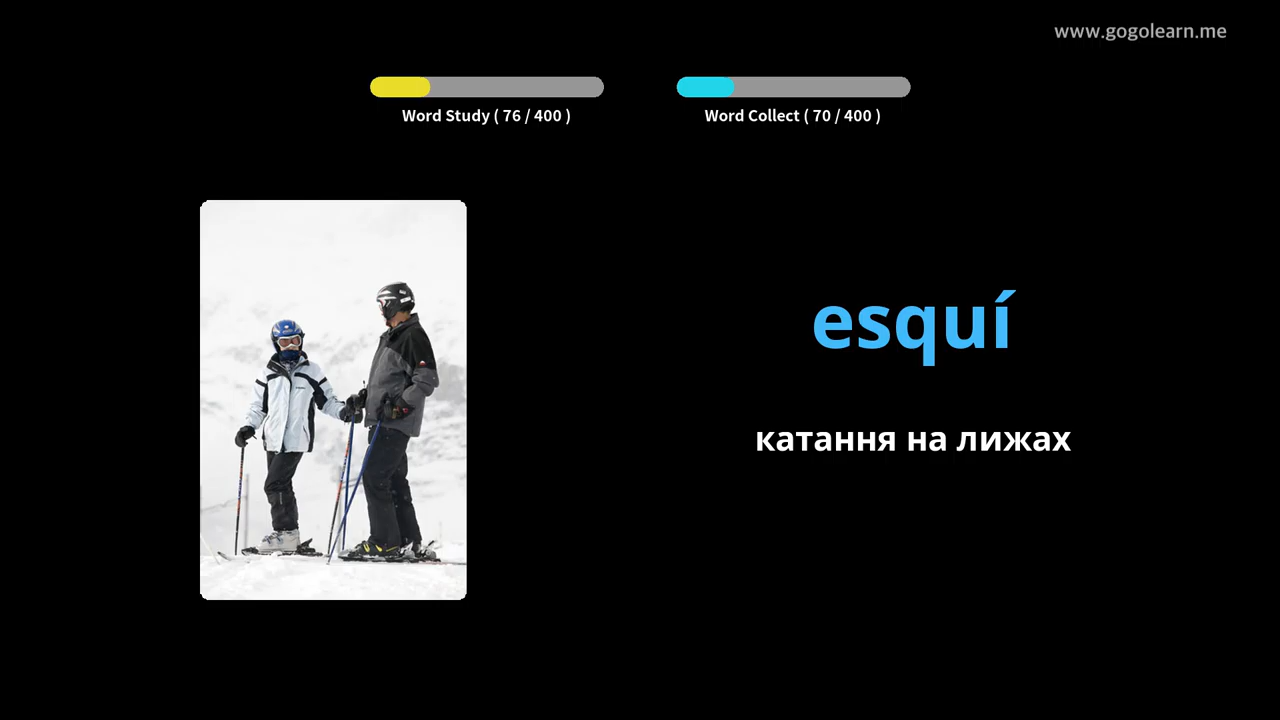 www.gogolearn.me
Word Study ( 76 / 400 )
Word Collect ( 70 / 400 )
esquí
катання на лижах